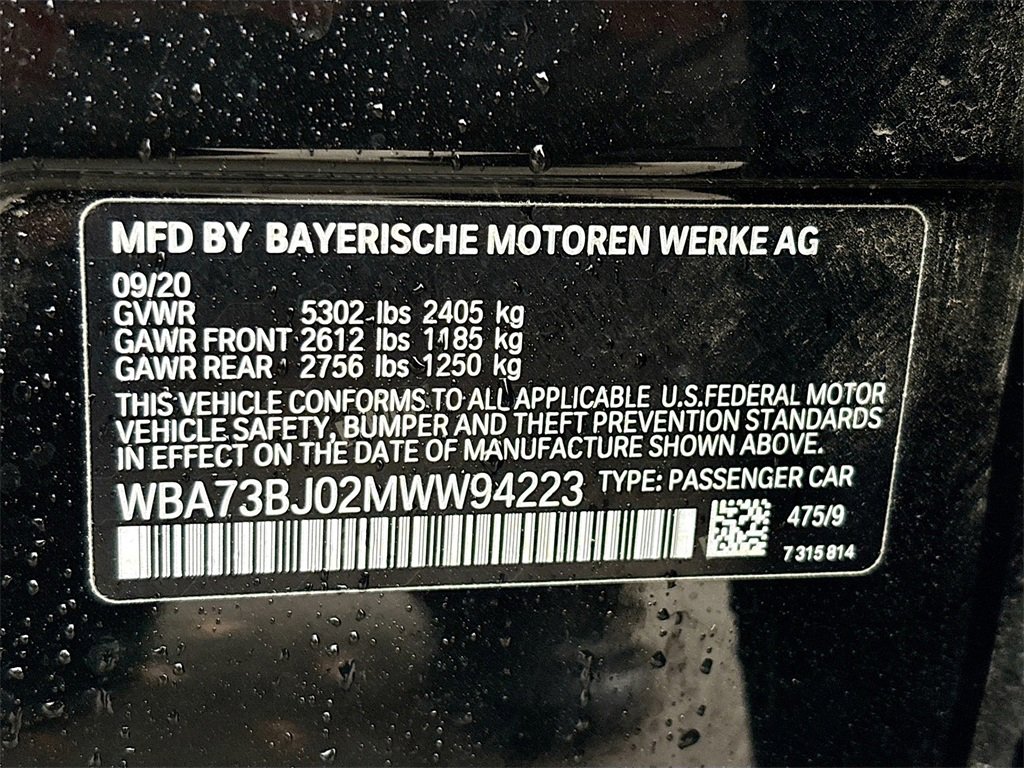 MFD BY BAYERISCHE MOTOREN WERKE AG
09/20
GVWR 5302 lbs 2405 kg
GAWR FRONT 2612 lbs 1185 kg
GAWR REAR 2756 lbs 1250 kg
THIS VEHICLE CONFORMS TO ALL APPLICABLE U.S.FEDERAL MOTOR
VEHICLE SAFETY, BUMPER AND THEFT PREVENTION STANDARDS
IN EFFECT ON THE DATE OF MANUFACTURE SHOWN ABOVE.
WBA73BJ02MWW94223 TYPE: PASSENGER CAR
475/9
7 315 814